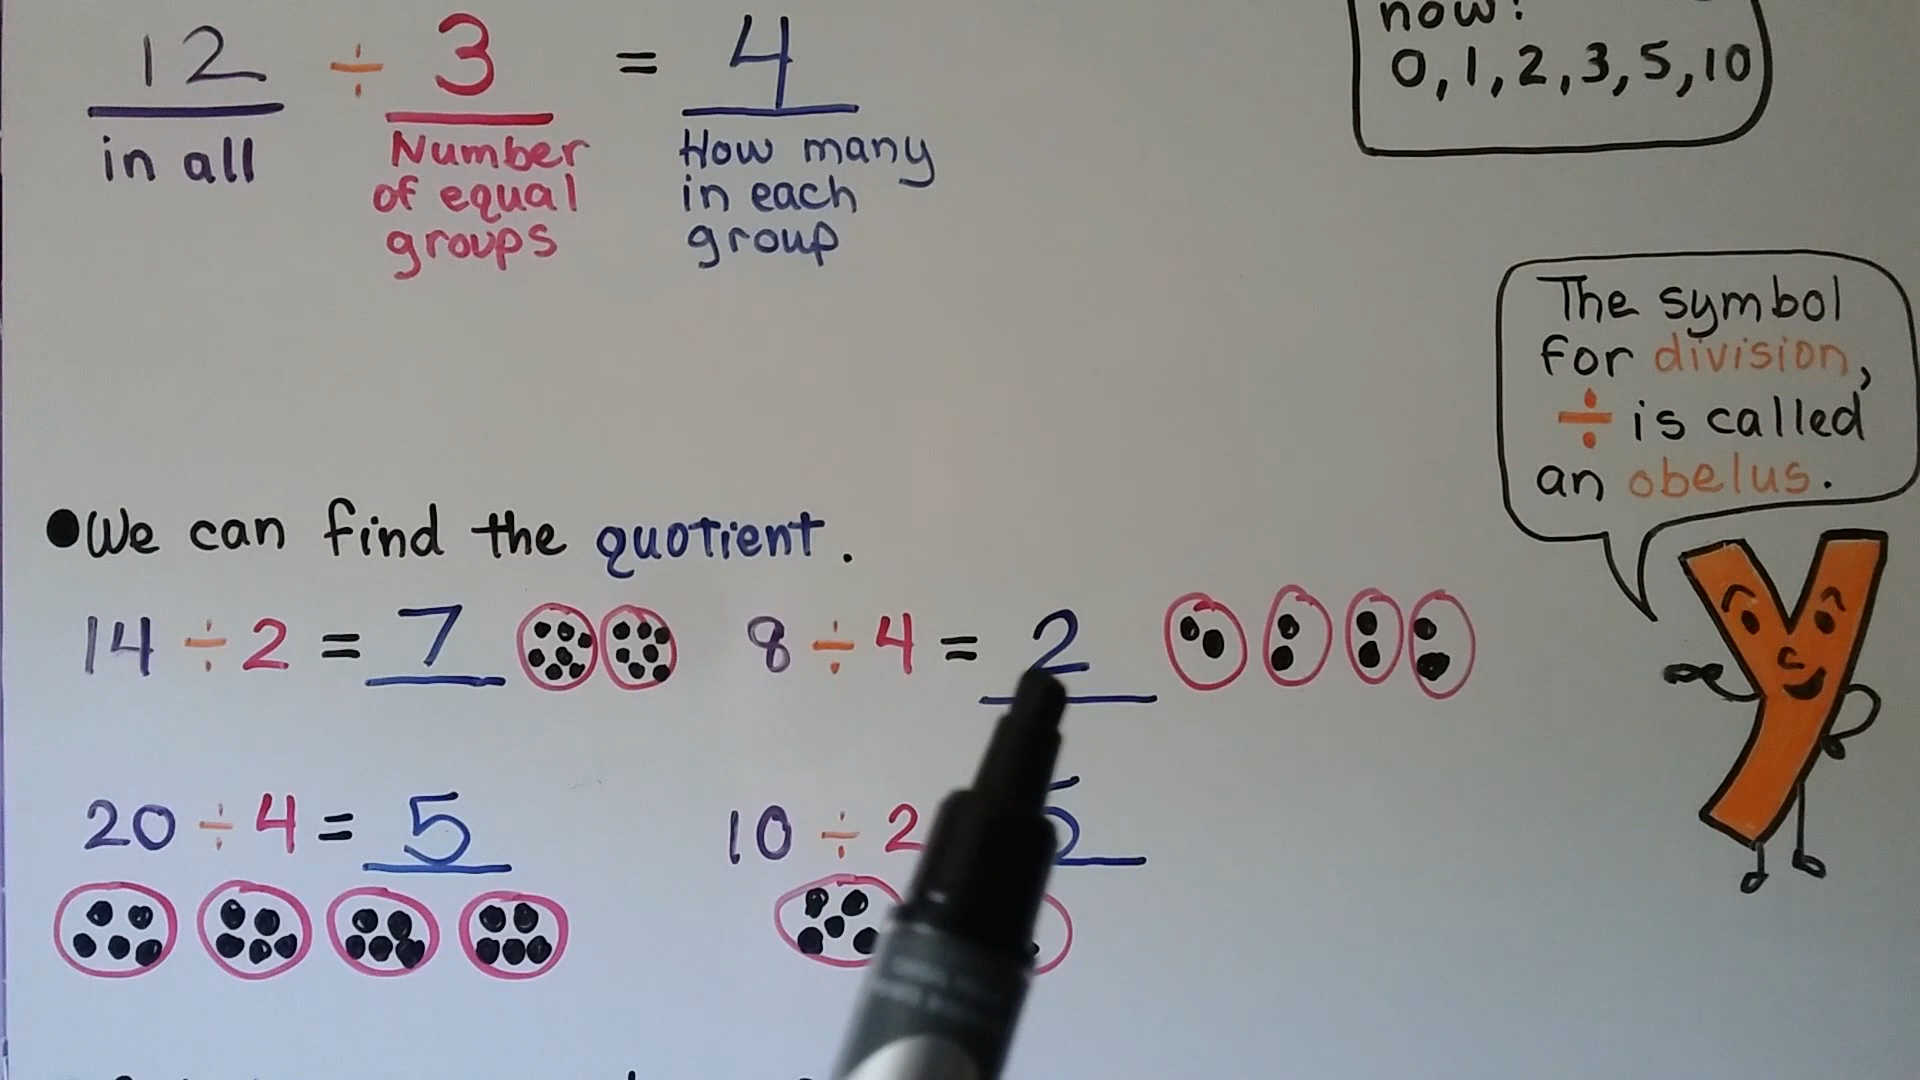 12 ÷ 3 = 4
in all
Number
of equal
groups
How many
in each
group
now:
0, 1, 2, 3, 5, 10
The symbol
for division,
÷ is called
an obelus.
●We can find the quotient.
14 ÷ 2 = 7
8 ÷ 4 = 2
20 ÷ 4 = 5
10 ÷ 2 5